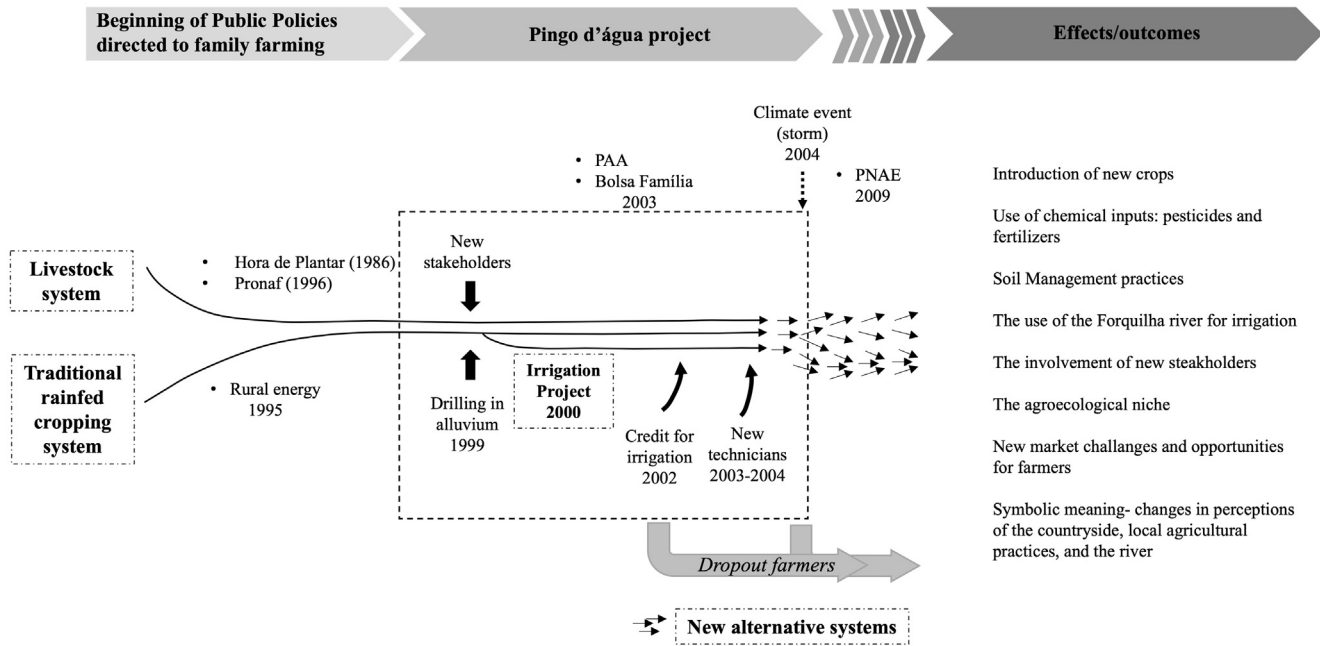 Beginning of Public Policies
directed to family farming
Pingo d’água project
Effects/outcomes
Climate event
(storm)
2004
• PAA
• Bolsa Família
2003
• PNAE
2009
Livestock
system
• Hora de Plantar (1986)
• Pronaf (1996)
New
stakeholders
Traditional
rainfed
cropping
system
• Rural energy
1995
Drilling in
alluvium
1999
Irrigation
Project
2000
Credit for
irrigation
2002
New
technicians
2003-2004
Dropout farmers
New alternative systems
Introduction of new crops
Use of chemical inputs: pesticides and
fertilizers
Soil Management practices
The use of the Forquilha river for irrigation
The involvement of new steakholders
The agroecological niche
New market challanges and opportunities
for farmers
Symbolic meaning- changes in perceptions
of the countryside, local agricultural
practices, and the river